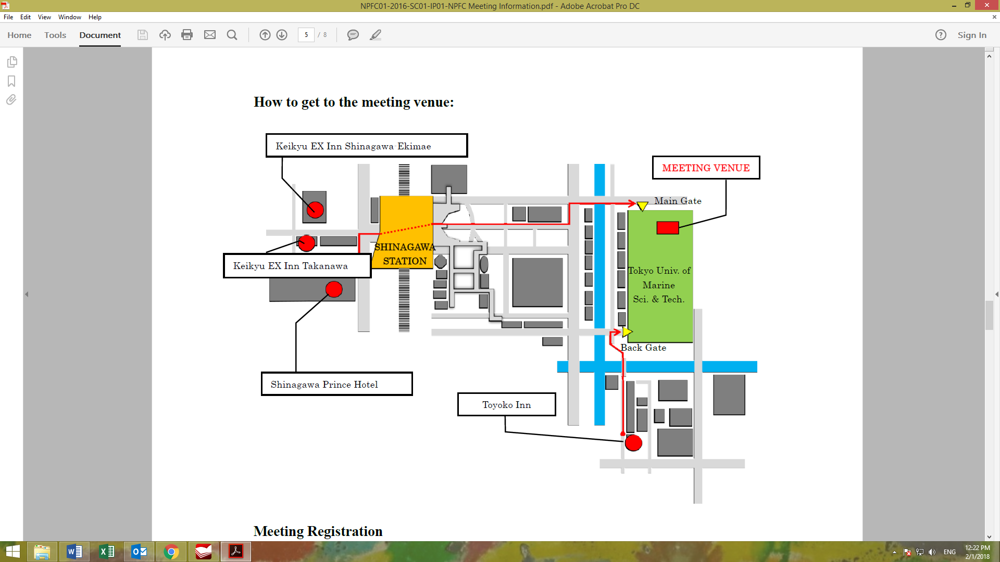 NPFC01-2016-SC01-IP01-NPFC Meeting Information.pdf - Adobe Acrobat Pro DC
File Edit View Window Help
Home Tools Document 5 / 8 Sign In
How to get to the meeting venue:
Keikyu EX Inn Shinagawa-Ekimae
MEETING VENUE
Main Gate
SHINAGAWA
STATION
Keikyu EX Inn Takanawa
Tokyo Univ. of
Marine
Sci. & Tech.
Back Gate
Shinagawa Prince Hotel
Toyoko Inn
Meeting Registration
ENG
12:22 PM
2/1/2018